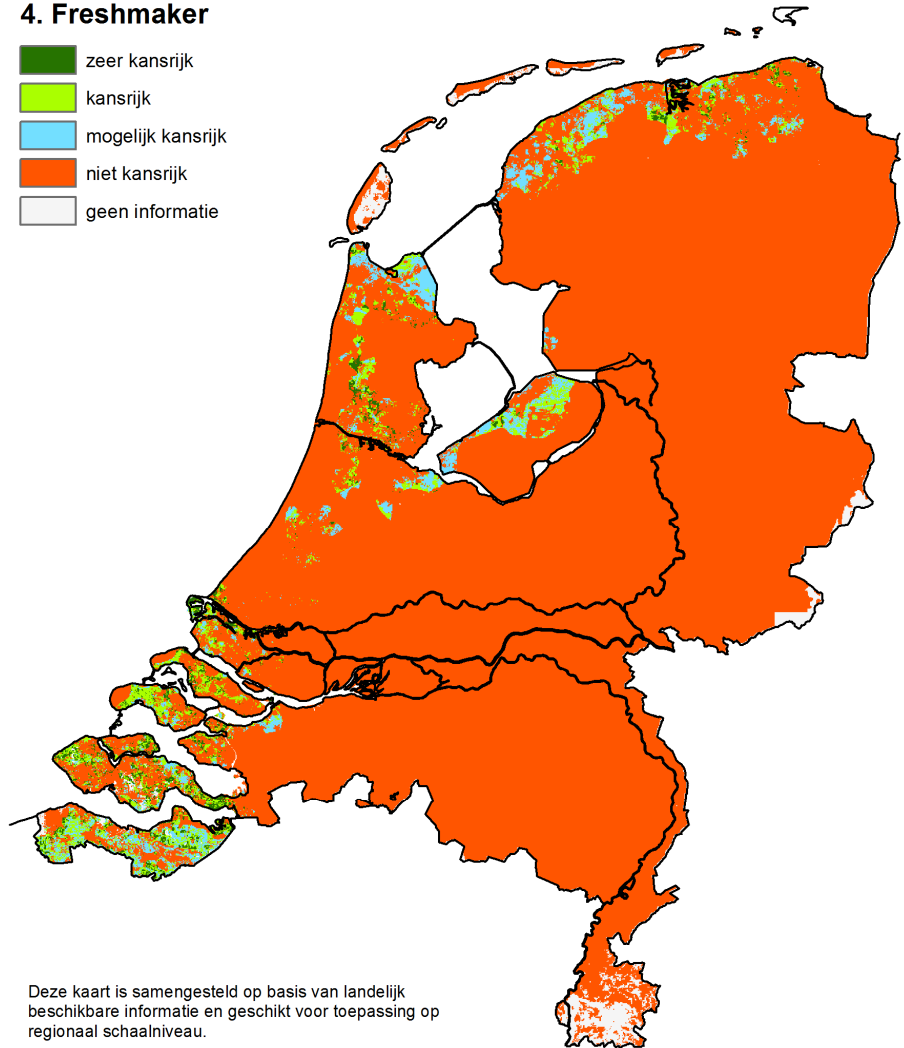 4. Freshmaker
zeer kansrijk
kansrijk
mogelijk kansrijk
niet kansrijk
geen informatie
Deze kaart is samengesteld op basis van landelijk
beschikbare informatie en geschikt voor toepassing op
regionaal schaalniveau.